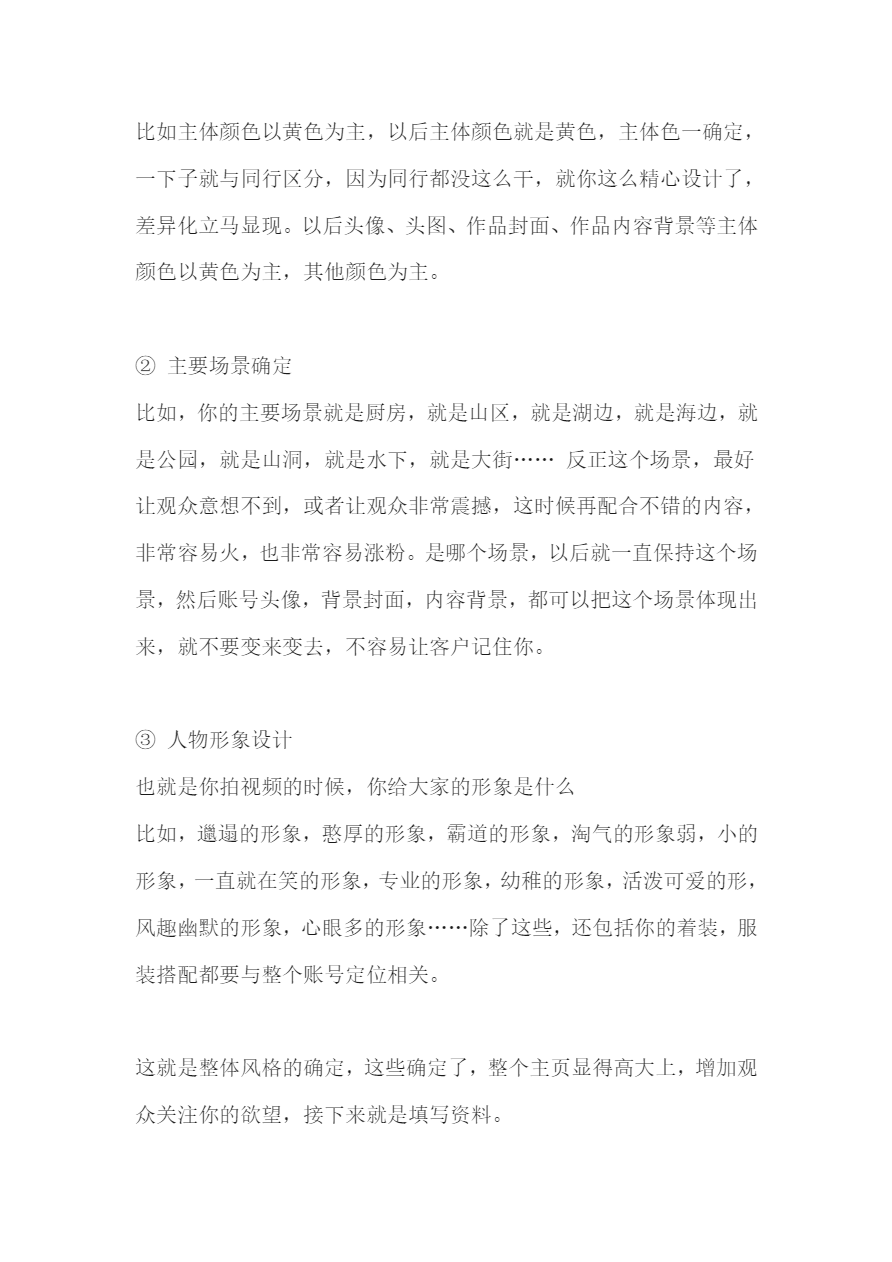 比如主体颜色以黄色为主，以后主体颜色就是黄色，主体色一确定，
一下子就与同行区分，因为同行都没这么干，就你这么精心设计了，
差异化立马显现。以后头像、头图、作品封面、作品内容背景等主体
颜色以黄色为主，其他颜色为主。
② 主要场景确定
比如，你的主要场景就是厨房，就是山区，就是湖边，就是海边，就
是公园，就是山洞，就是水下，就是大街…… 反正这个场景，最好
让观众意想不到，或者让观众非常震撼，这时候再配合不错的内容，
非常容易火，也非常容易涨粉。是哪个场景，以后就一直保持这个场
景，然后账号头像，背景封面，内容背景，都可以把这个场景体现出
来，就不要变来变去，不容易让客户记住你。
③ 人物形象设计
也就是你拍视频的时候，你给大家的形象是什么
比如，邋遢的形象，憨厚的形象，霸道的形象，淘气的形象弱，小的
形象，一直就在笑的形象，专业的形象，幼稚的形象，活泼可爱的形，
风趣幽默的形象，心眼多的形象……除了这些，还包括你的着装，服
装搭配都要与整个账号定位相关。
这就是整体风格的确定，这些确定了，整个主页显得高大上，增加观
众关注你的欲望，接下来就是填写资料。